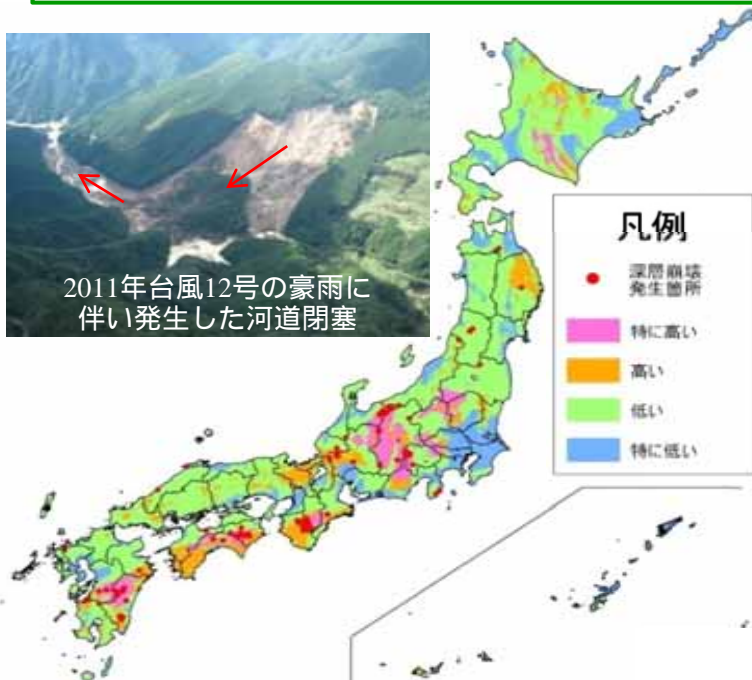 2011年台風12号の豪雨に
伴い発生した河道閉塞
凡例
深層崩壊
発生箇所
特に高い
高い
低い
特に低い